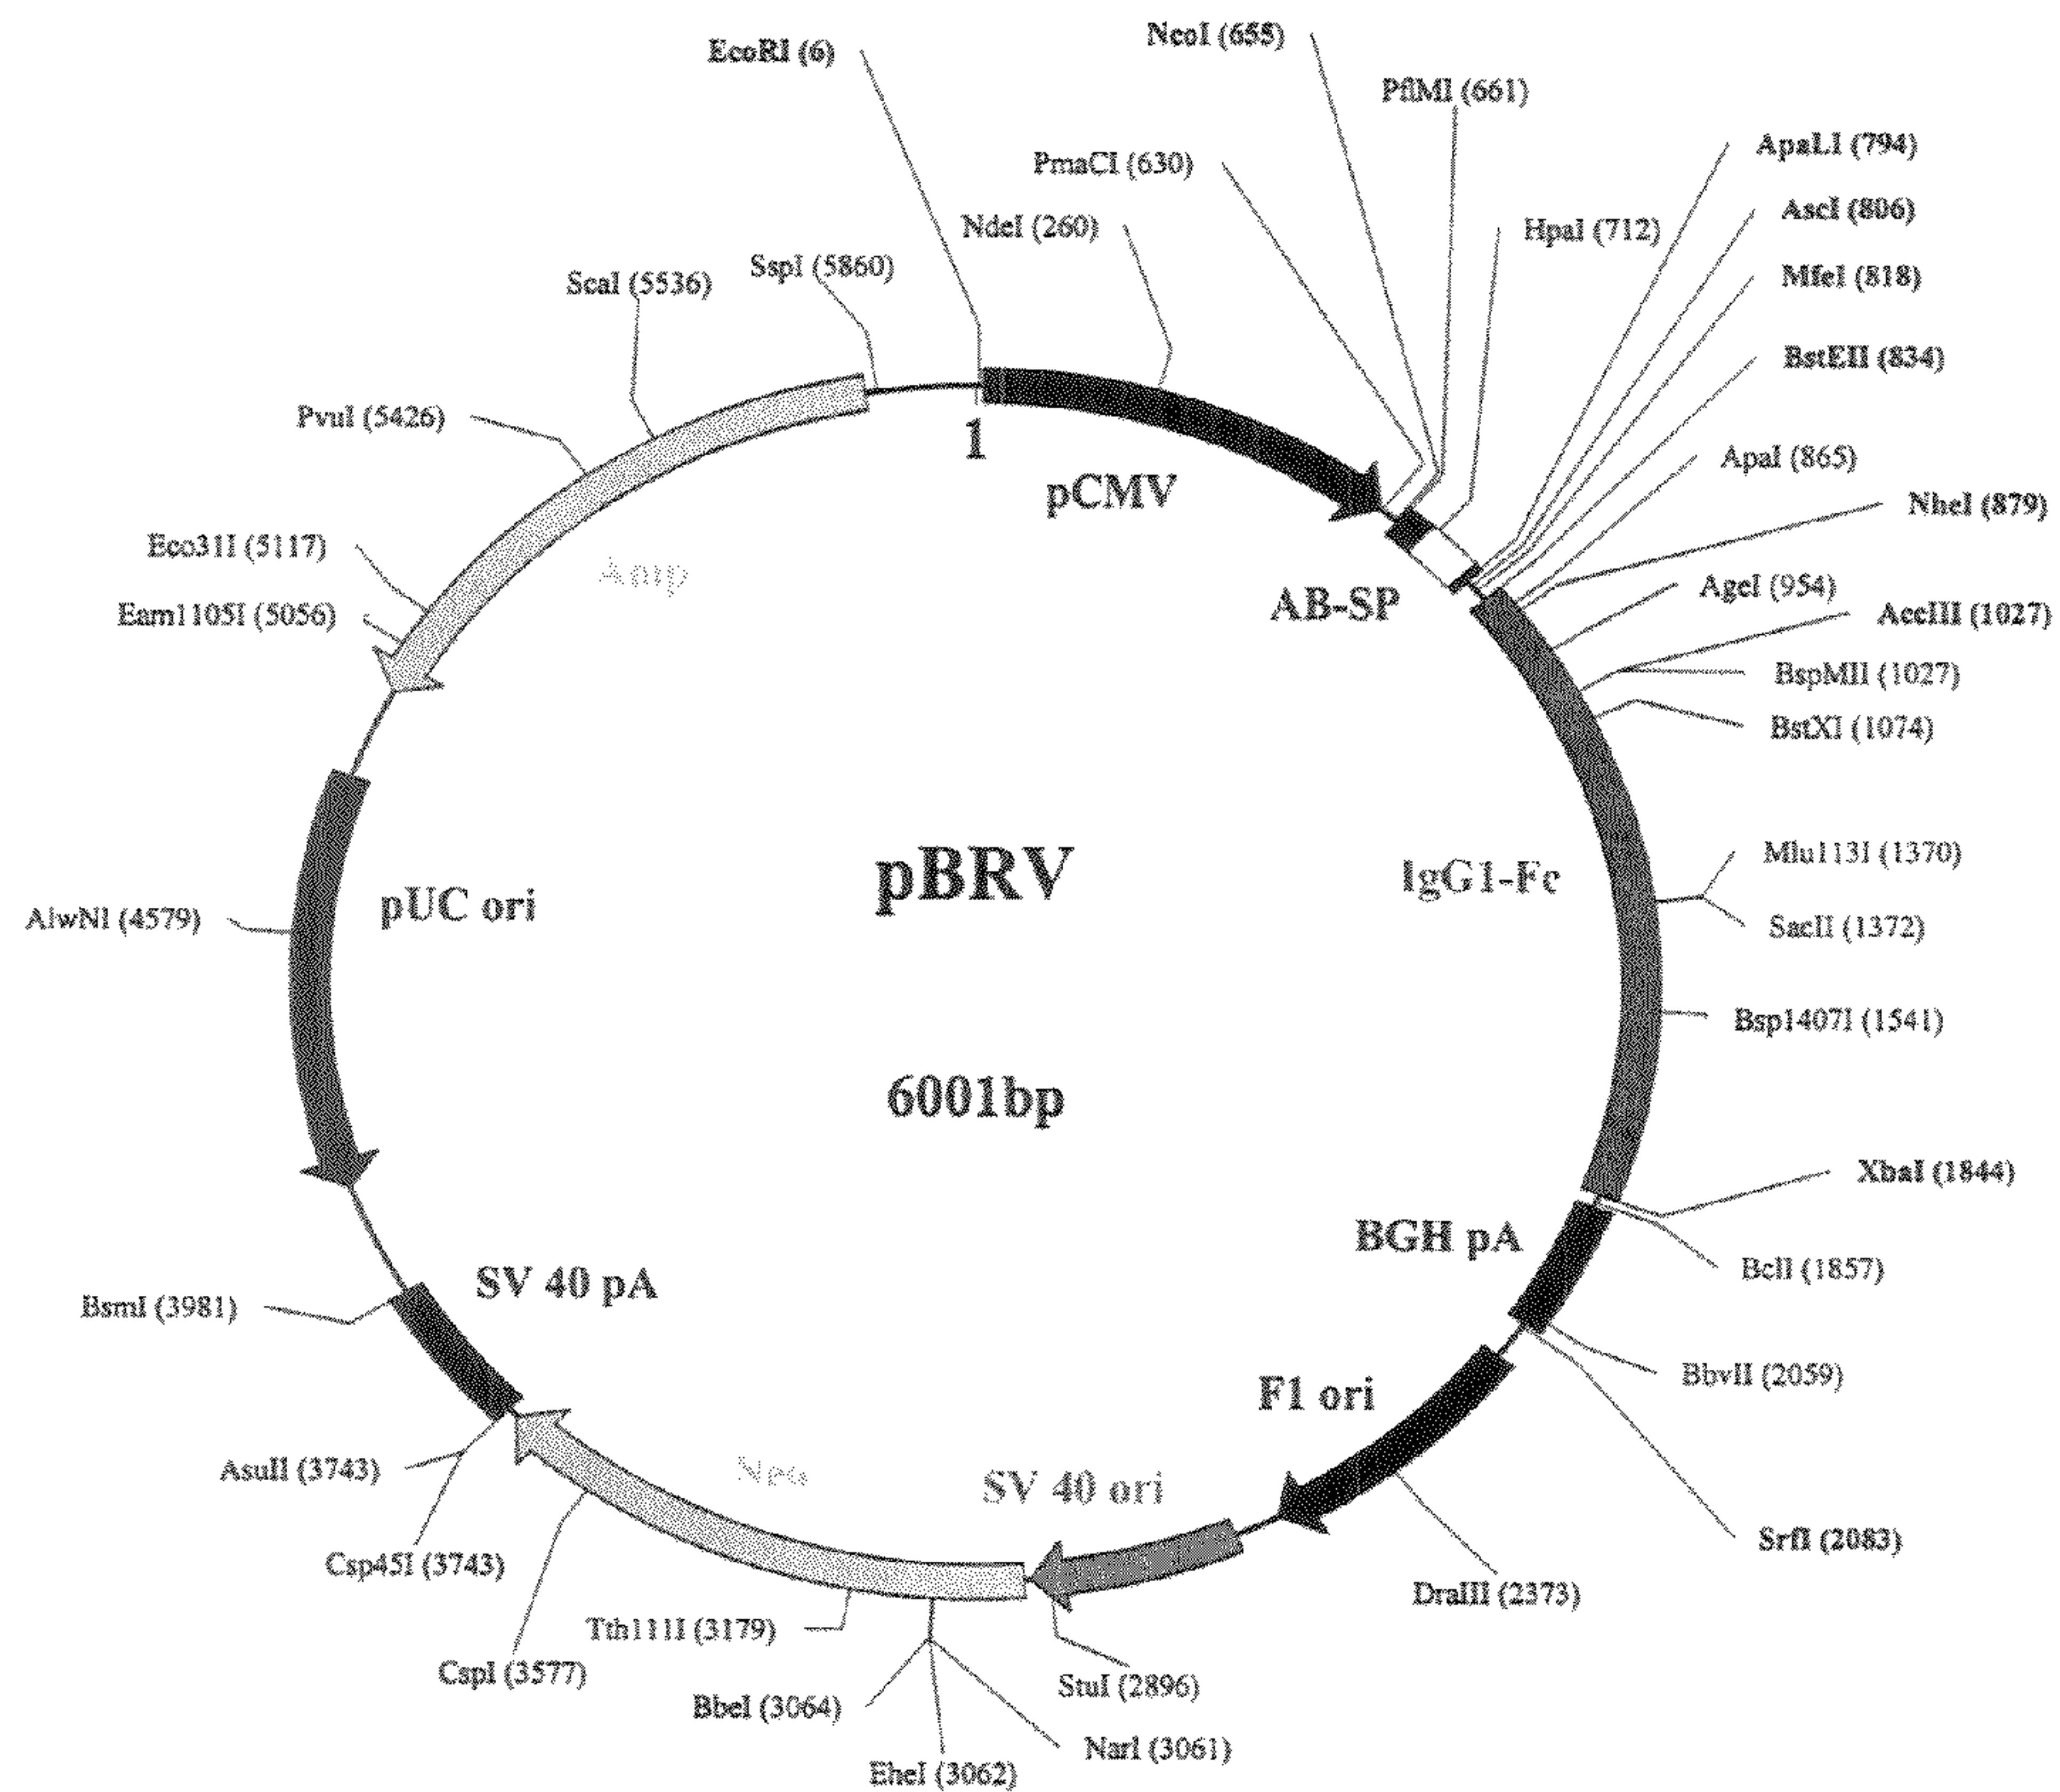 EcoRI (6)
NcoI (655)
PflMI (661)
ApaLI (794)
PmaCI (630)
AscI (806)
NdeI (260)
HpaI (712)
SspI (5860)
ScaI (5536)
MfeI (818)
BstEII (834)
PvuI (5426)
1
ApaI (865)
pCMV
NheI (879)
Eco31I (5117)
Amp
AgeI (954)
Eam1105I (5056)
AB-SP
AccIII (1027)
BspMII (1027)
BstXI (1074)
pBRV
Mlu113I (1370)
IgG1-Fc
pUC ori
AlwNI (4579)
SacII (1372)
Bsp1407I (1541)
6001bp
XbaI (1844)
BGH pA
BclI (1857)
SV 40 pA
BsmI (3981)
BbvII (2059)
F1 ori
AsuII (3743)
Neo
SV 40 ori
SrfI (2083)
Csp45I (3743)
DraIII (2373)
Tth111I (3179)
CspI (3577)
StuI (2896)
BbeI (3064)
NarI (3061)
EheI (3062)